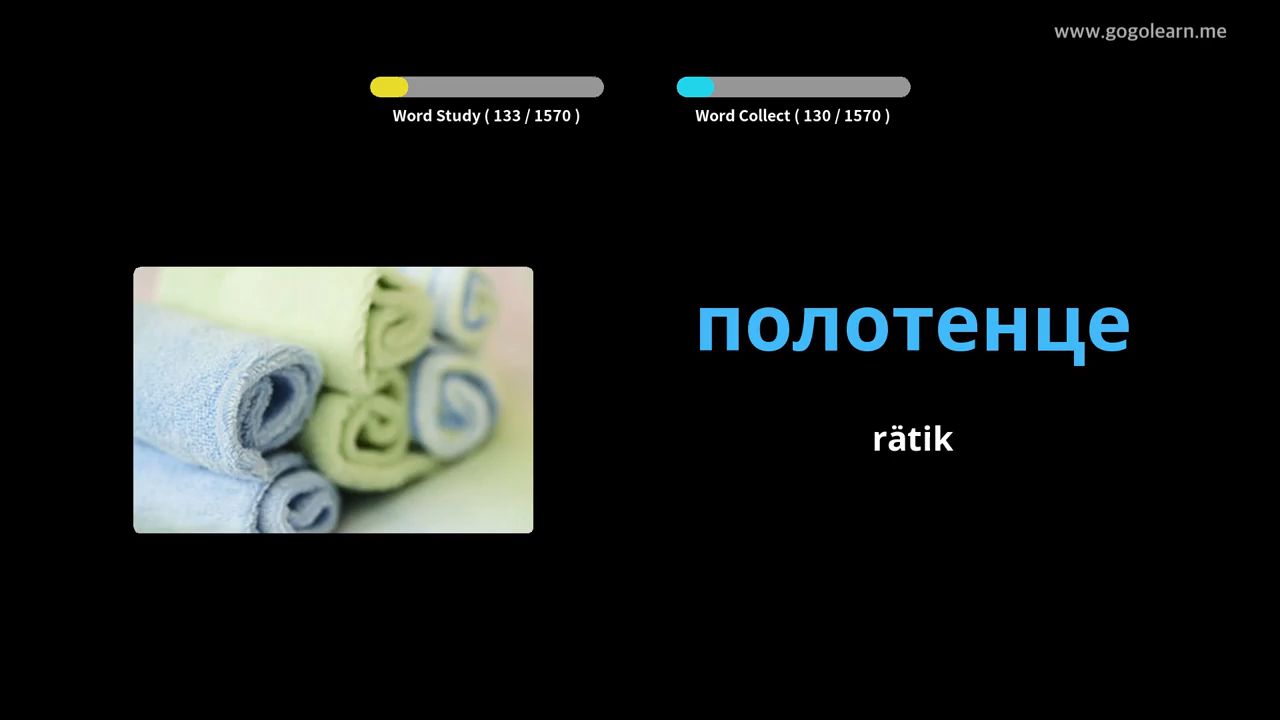 www.gogolearn.me
Word Study ( 133 / 1570 )
Word Collect ( 130 / 1570 )
полотенце
rätik